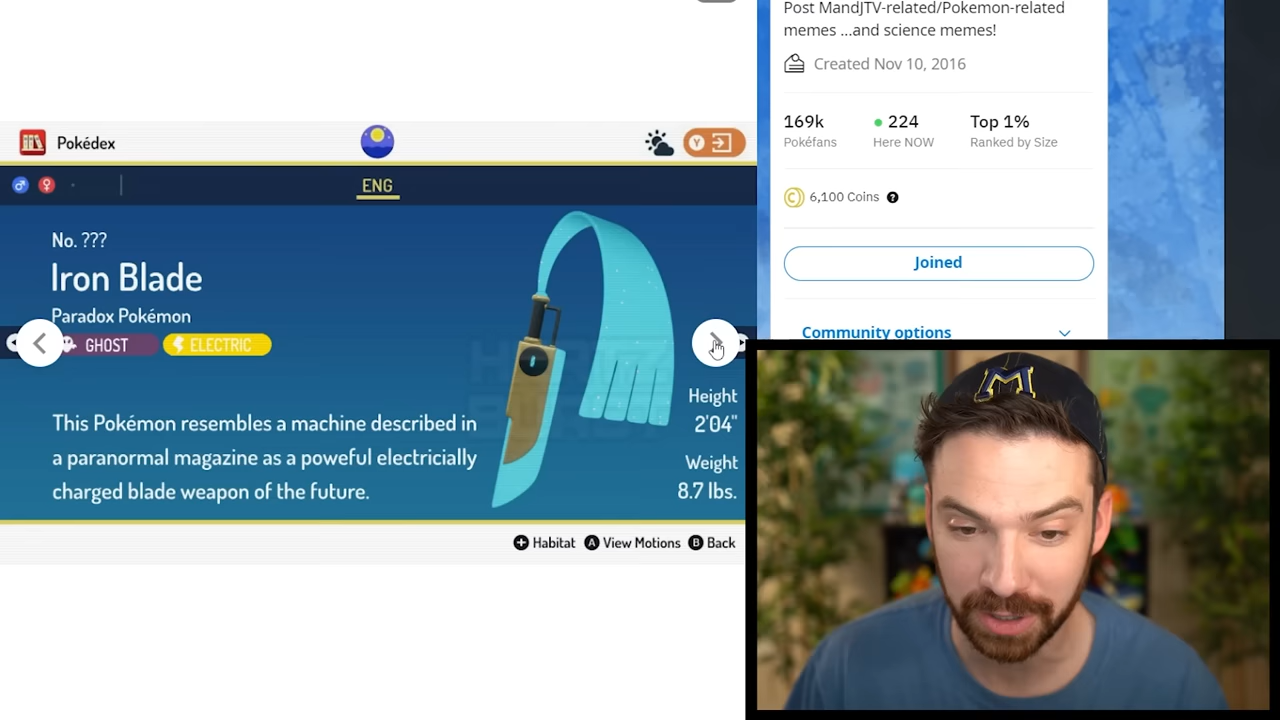 Post MandJTV-related/Pokemon-related
memes ...and science memes!
Created Nov 10, 2016
169k
224
Top 1%
Pokéfans
Here NOW
Ranked by Size
6,100 Coins
Joined
Community options
Pokédex
Y
ENG
No. ???
Iron Blade
Paradox Pokémon
GHOST
ELECTRIC
This Pokémon resembles a machine described in
a paranormal magazine as a poweful electricially
charged blade weapon of the future.
Height
2'04"
Weight
8.7 lbs.
Habitat
A View Motions
B Back
M